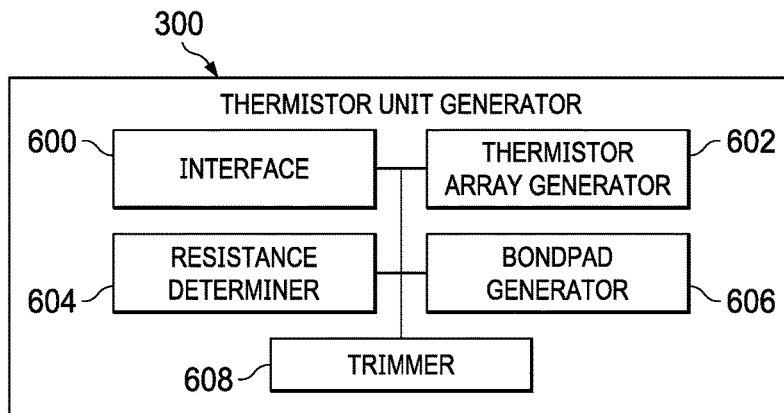 300
THERMISTOR UNIT GENERATOR
600
INTERFACE
THERMISTOR
ARRAY GENERATOR
602
604
RESISTANCE
DETERMINER
BONDPAD
GENERATOR
606
608
TRIMMER